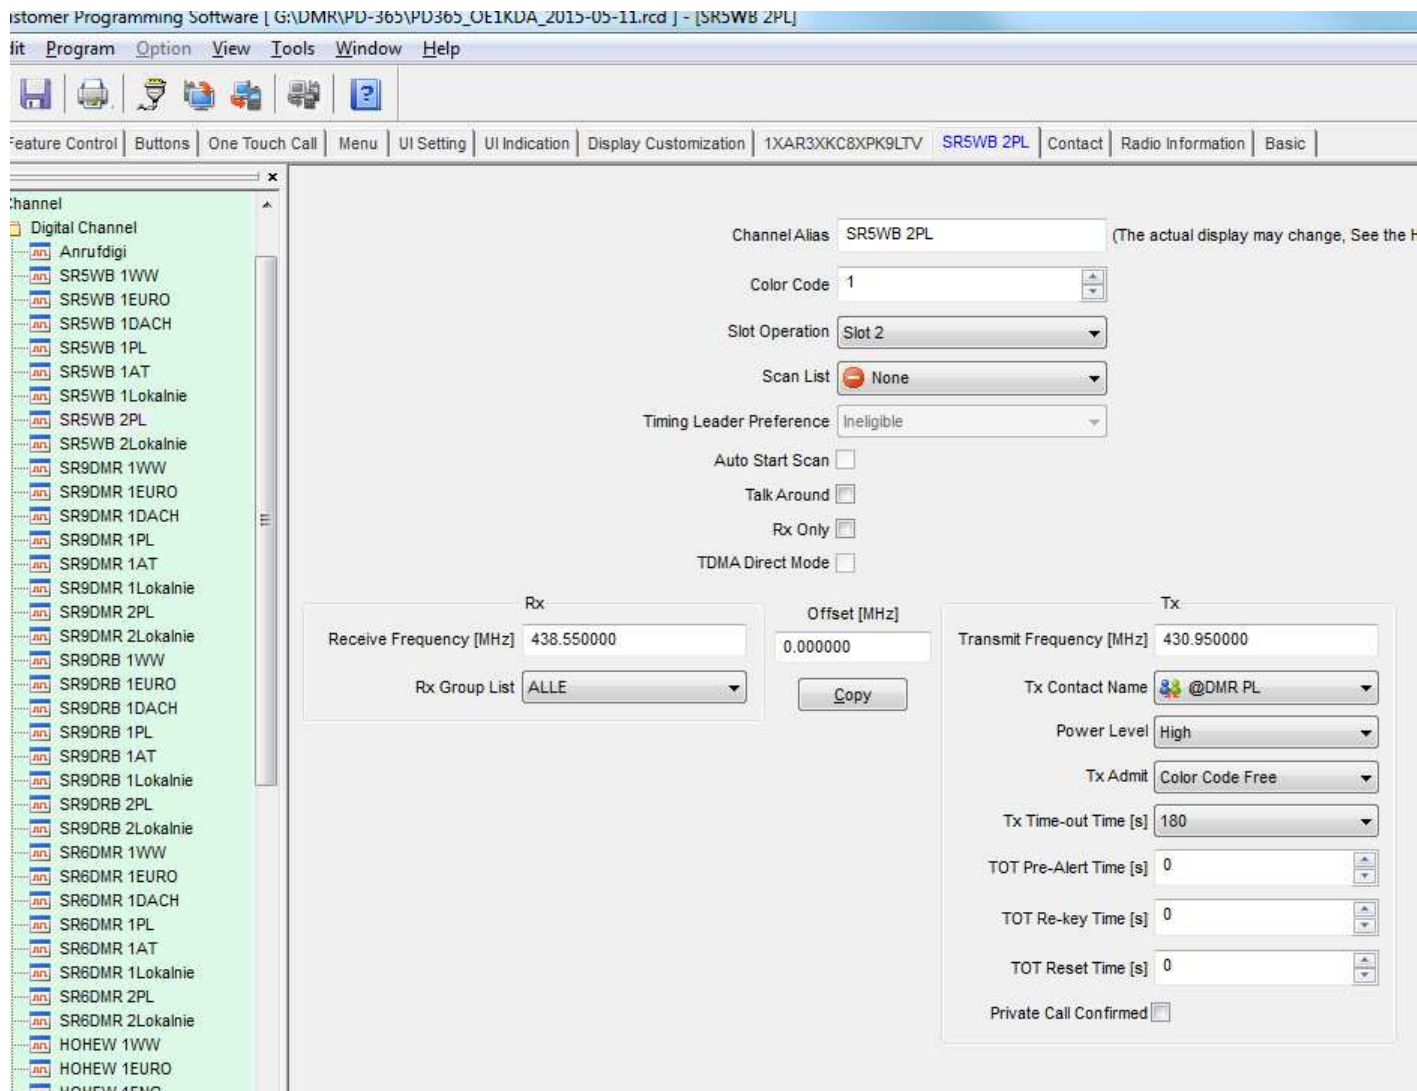 ustomer Programming Software [ G:\DMR\PD-365\PD365_OE1KDA_2015-05-11.rcd ] - [SR5WB 2PL]
dit Program Option View Tools Window Help
Feature Control Buttons One Touch Call Menu UI Setting UI Indication Display Customization 1XAR3XKC8XPK9LTV SR5WB 2PL Contact Radio Information Basic
Channel
Digital Channel
Anrufdigi
SR5WB 1WW
SR5WB 1EURO
SR5WB 1DACH
SR5WB 1PL
SR5WB 1AT
SR5WB 1Lokalnie
SR5WB 2PL
SR5WB 2Lokalnie
SR9DMR 1WW
SR9DMR 1EURO
SR9DMR 1DACH
SR9DMR 1PL
SR9DMR 1AT
SR9DMR 1Lokalnie
SR9DMR 2PL
SR9DMR 2Lokalnie
SR9DRB 1WW
SR9DRB 1EURO
SR9DRB 1DACH
SR9DRB 1PL
SR9DRB 1AT
SR9DRB 1Lokalnie
SR9DRB 2PL
SR9DRB 2Lokalnie
SR6DMR 1WW
SR6DMR 1EURO
SR6DMR 1DACH
SR6DMR 1PL
SR6DMR 1AT
SR6DMR 1Lokalnie
SR6DMR 2PL
SR6DMR 2Lokalnie
HOHEW 1WW
HOHEW 1EURO
Channel Alias SR5WB 2PL (The actual display may change, See the H
Color Code 1
Slot Operation Slot 2
Scan List None
Timing Leader Preference Ineligible
Auto Start Scan
Talk Around
Rx Only
TDMA Direct Mode
Rx
Receive Frequency [MHz] 438.550000
Rx Group List ALLE
Offset [MHz]
0.000000
Copy
Tx
Transmit Frequency [MHz] 430.950000
Tx Contact Name @DMR PL
Power Level High
Tx Admit Color Code Free
Tx Time-out Time [s] 180
TOT Pre-Alert Time [s] 0
TOT Re-key Time [s] 0
TOT Reset Time [s] 0
Private Call Confirmed